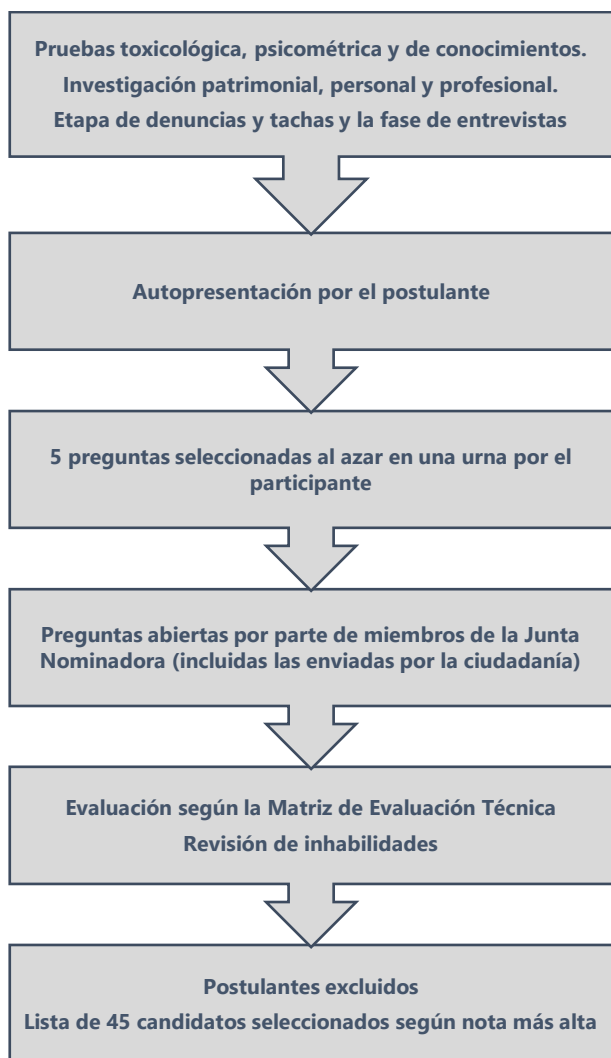 Pruebas toxicológica, psicométrica y de conocimientos.
Investigación patrimonial, personal y profesional.
Etapa de denuncias y tachas y la fase de entrevistas
Autopresentación por el postulante
5 preguntas seleccionadas al azar en una urna por el
participante
Preguntas abiertas por parte de miembros de la Junta
Nominadora (incluidas las enviadas por la ciudadanía)
Evaluación según la Matriz de Evaluación Técnica
Revisión de inhabilidades
Postulantes excluidos
Lista de 45 candidatos seleccionados según nota más alta